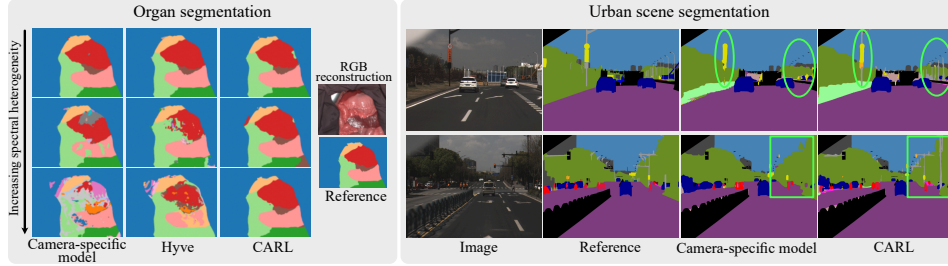 Organ segmentation
Increasing spectral heterogeneity
RGB
reconstruction
Reference
Camera-specific
model
Hyve
CARL
Urban scene segmentation
Image
Reference
Camera-specific model
CARL